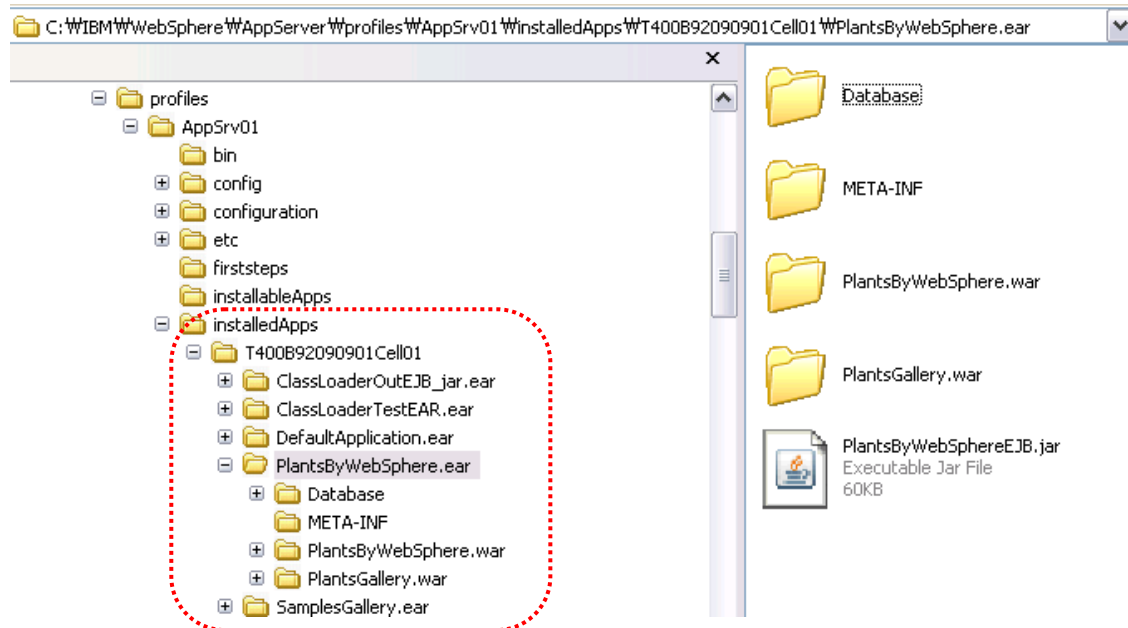 C:₩IBM₩WebSphere₩AppServer₩profiles₩AppSrv01₩installedApps₩T400B92090901Cell01₩PlantsByWebSphere.ear
profiles
AppSrv01
bin
config
configuration
etc
firststeps
installableApps
installedApps
T400B92090901Cell01
ClassLoaderOutEJB_jar.ear
ClassLoaderTestEAR.ear
DefaultApplication.ear
PlantsByWebSphere.ear
Database
META-INF
PlantsByWebSphere.war
PlantsGallery.war
SamplesGallery.ear
Database
META-INF
PlantsByWebSphere.war
PlantsGallery.war
PlantsByWebSphereEJB.jar
Executable Jar File
60KB